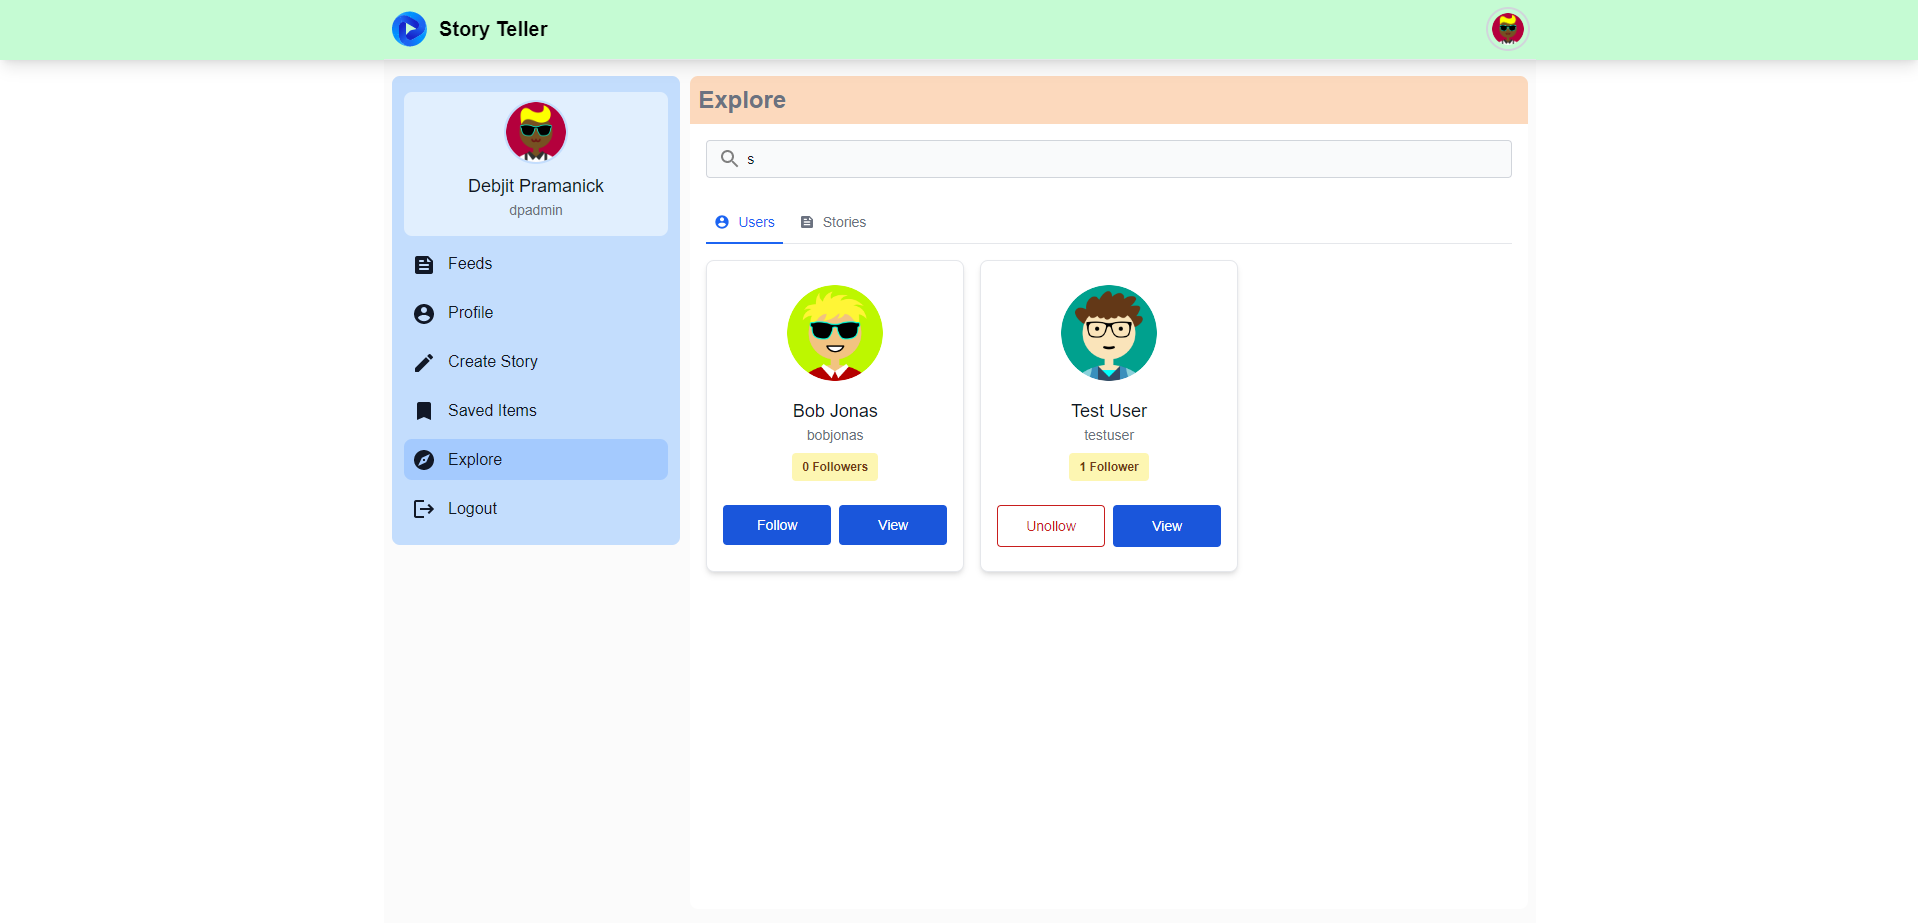 Story Teller
Debjit Pramanick
dpadmin
Feeds
Profile
Create Story
Saved Items
Explore
Logout
Explore
s
Users
Stories
Bob Jonas
bobjonas
0 Followers
Follow
View
Test User
testuser
1 Follower
Unollow
View